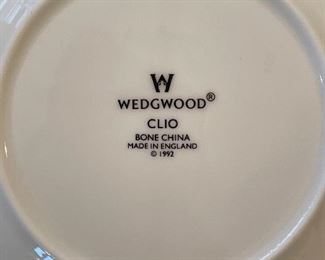 W
WEDGWOOD®
CLIO
BONE CHINA
MADE IN ENGLAND
© 1992